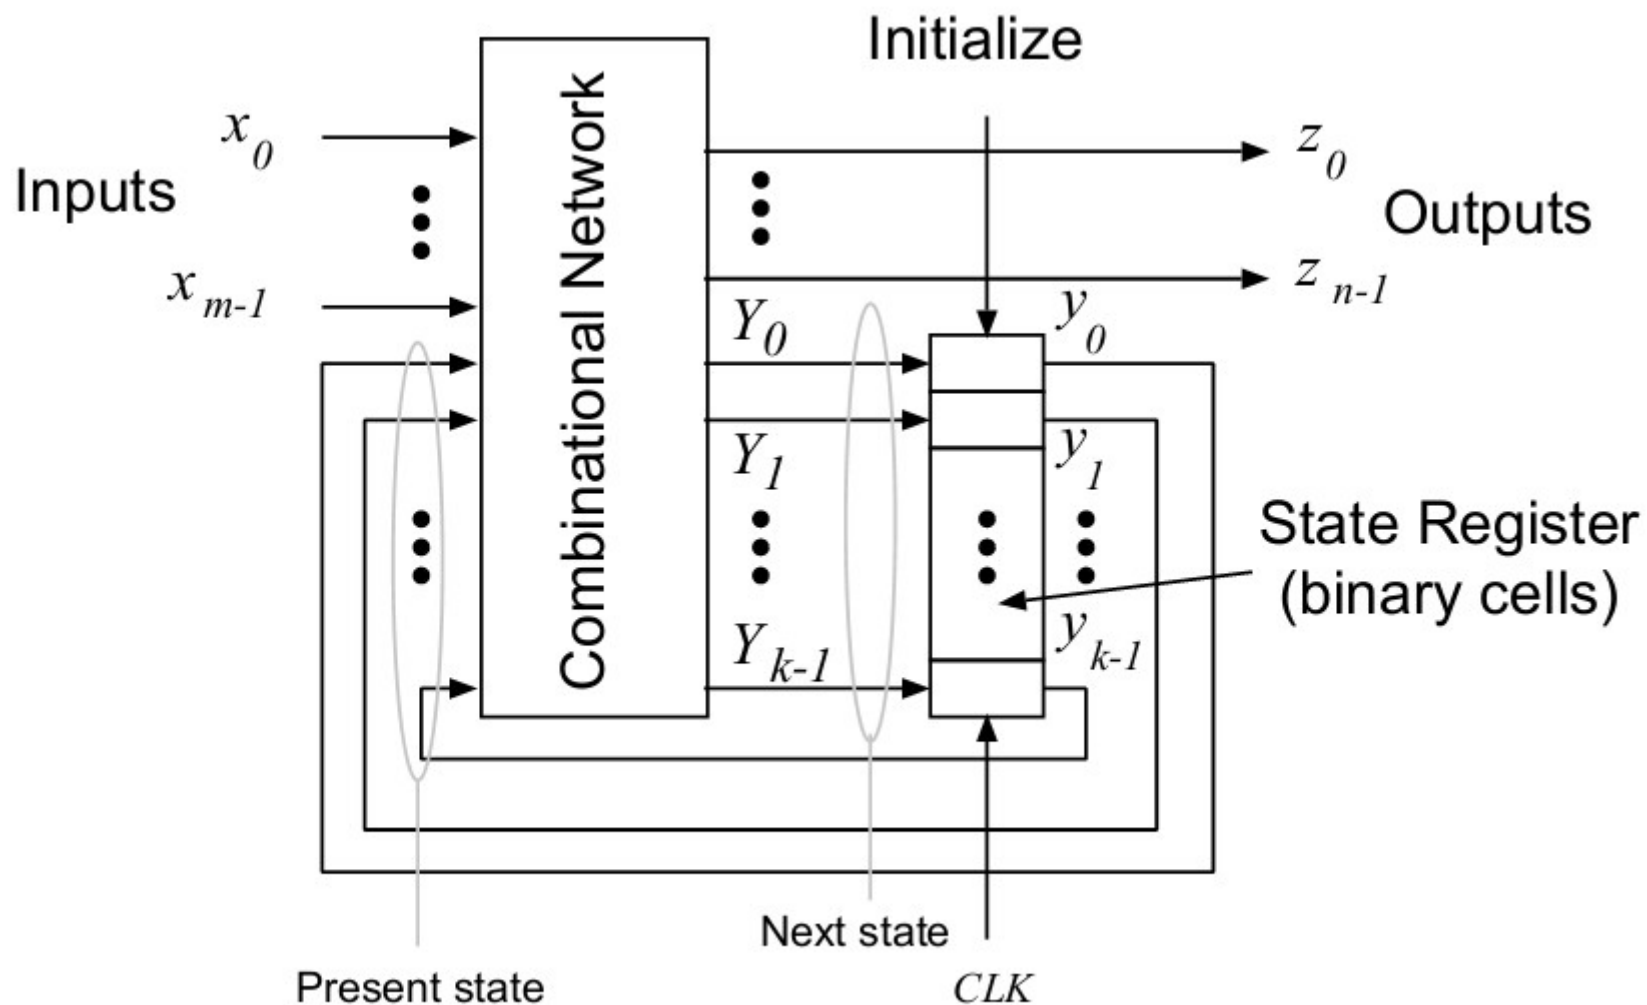 Initialize
x0
z0
Inputs
Outputs
xm-1
zn-1
Combinational Network
Y0
y0
Y1
y1
State Register
(binary cells)
Yk-1
yk-1
Next state
Present state
CLK